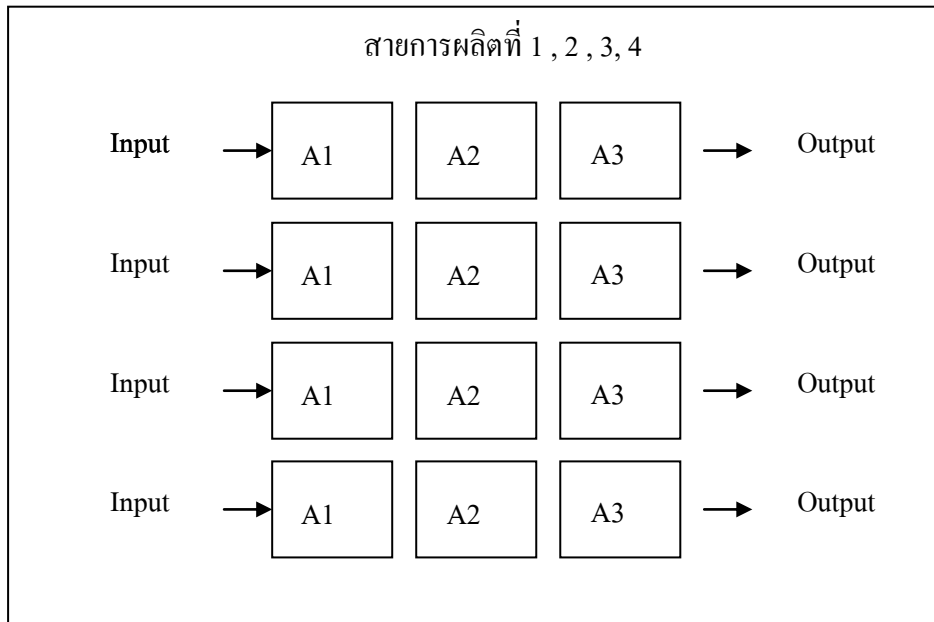 สายการผลิตที่ 1 , 2 , 3, 4
Input A1 A2 A3 Output
Input A1 A2 A3 Output
Input A1 A2 A3 Output
Input A1 A2 A3 Output